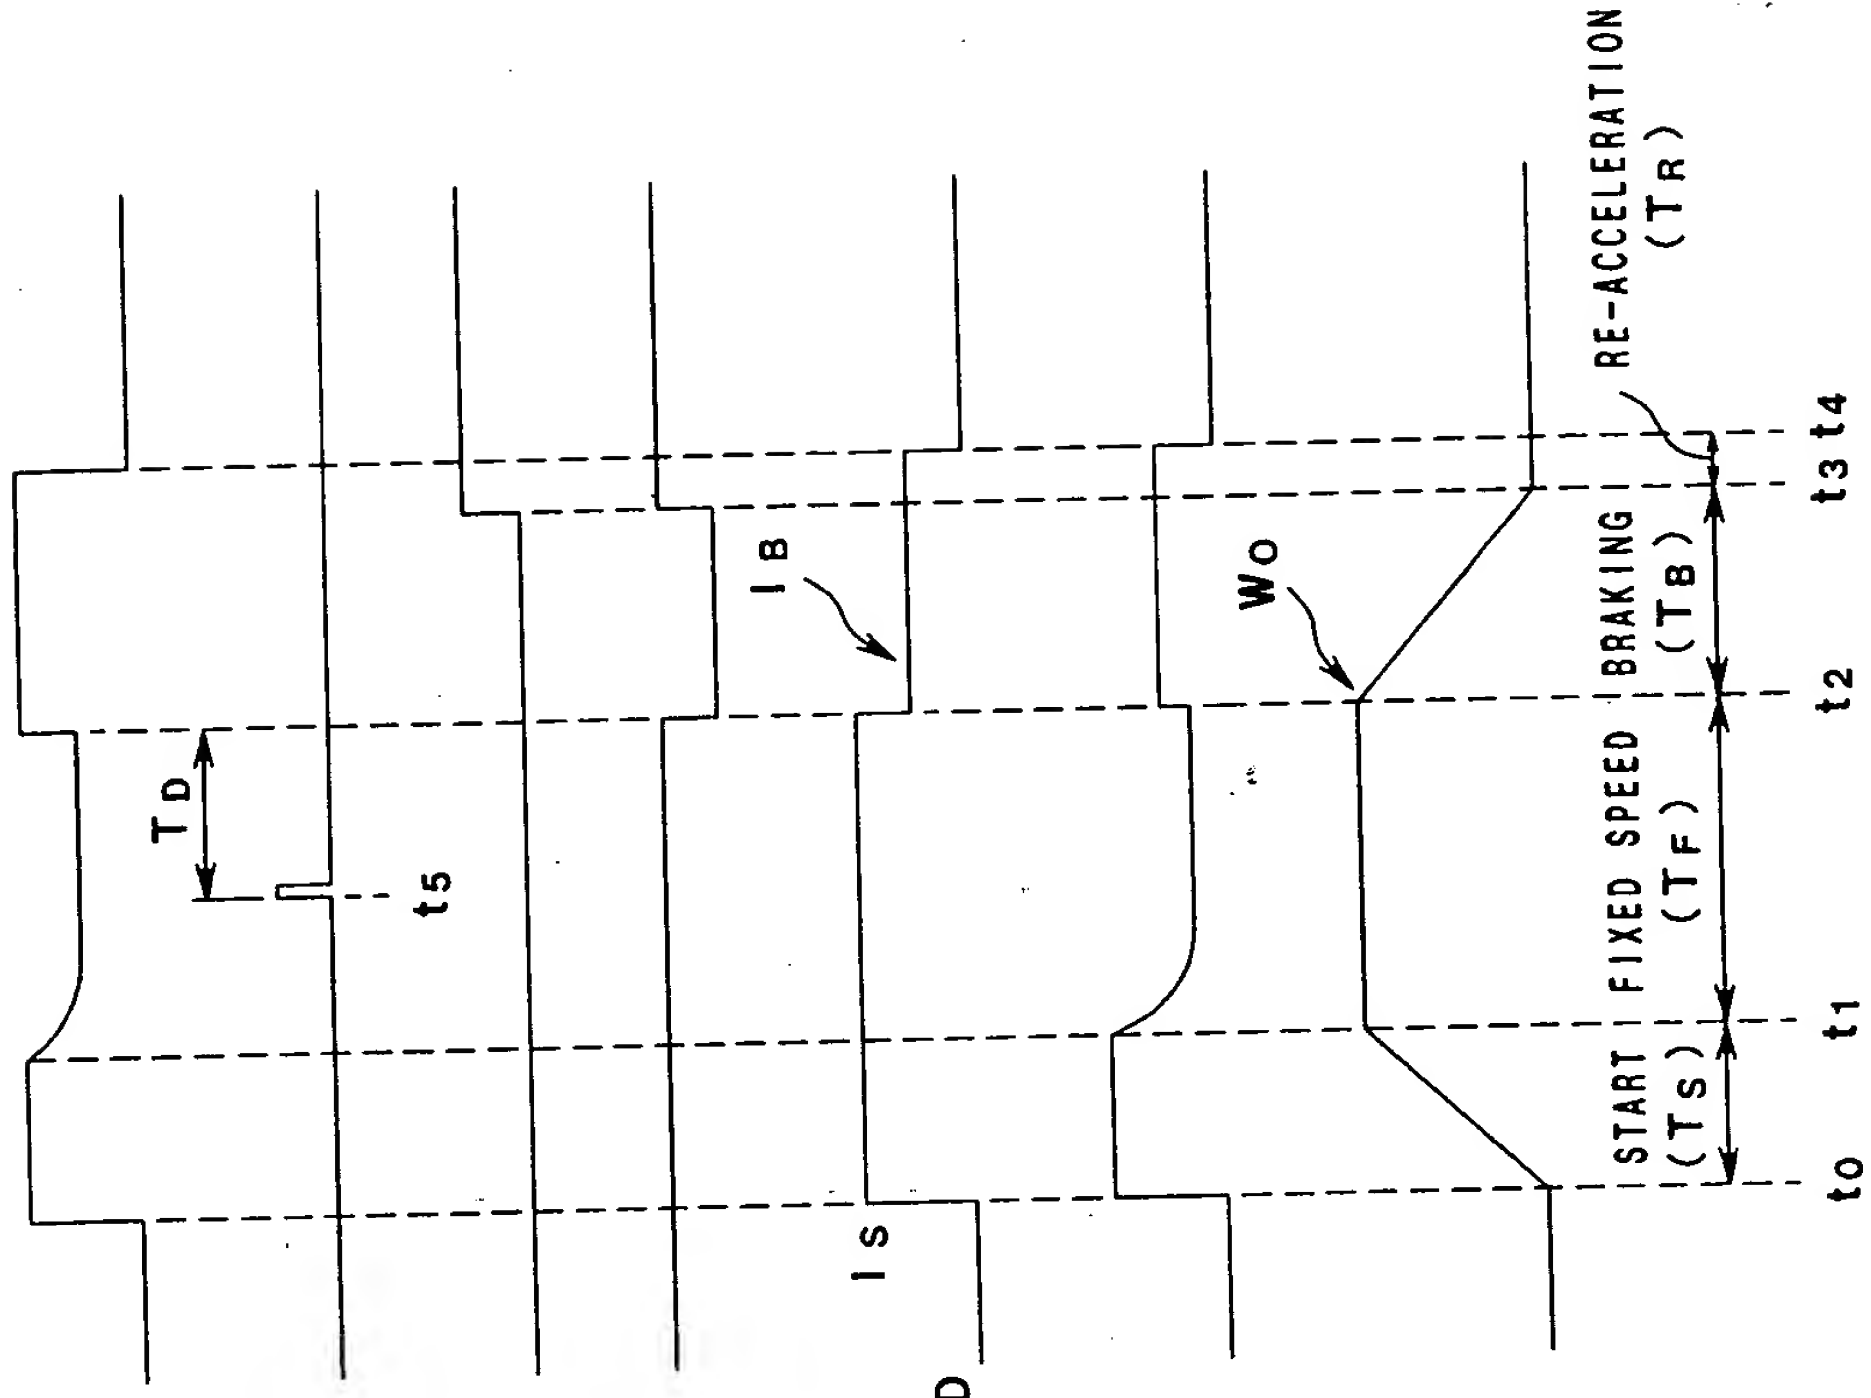 TD
t5
IB
IS
D
WO
START
(TS)
FIXED SPEED
(TF)
BRAKING
(TB)
RE-ACCELERATION
(TR)
t0
t1
t2
t3
t4